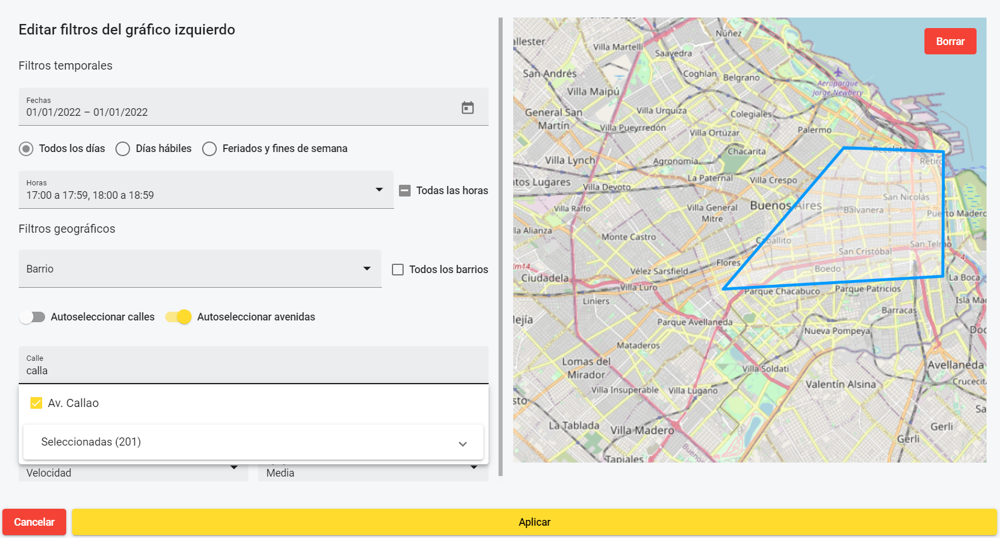 Editar filtros del gráfico izquierdo
Filtros temporales
Fechas
01/01/2022 – 01/01/2022
Todos los días
Días hábiles
Feriados y fines de semana
Horas
17:00 a 17:59, 18:00 a 18:59
Todas las horas
Filtros geográficos
Barrio
Todos los barrios
Autoseleccionar calles
Autoseleccionar avenidas
Calle
calla
Av. Callao
Seleccionadas (201)
Velocidad
Media
Cancelar
Aplicar
Borrar
Núñez
allester
Villa Martelli
Saavedra
San Andrés
Coghlan
Belgrano
Aeroparque
Jorge Newbery
Villa Maipú
General San
Martín
Villa Urquiza
Colegiales
Villa Pueyrredón
Villa Ortúzar
Palermo
Recoleta
Retiro
Chacarita
Villa Lynch
Agronomía
La Paternal
Villa Crespo
ntos Lugares
Villa Devoto
San Nicolás
Villa Raffo
Villa General
Mitre
Buenos Aires
Balvanera
Puerto Madero
lla Alianza
Monte Castro
Caballito
San Telmo
San Cristóbal
Km14
Flores
Boedo
4
Ciudadela
Vélez Sarsfield
La Boca
Villa Luro
Parque Chacabuco
Parque Patricios
Liniers
Isla Mac
Barracas
lejía
Parque Avellaneda
Nueva Pompeya
Doc
Mataderos
Lomas del
Mirador
Villa Soldati
Avellaneda
Villa Insuperable
Villa Lugano
Valentín Alsina
Crucecit
sto
Sa
La Tablada
Villa Madero
Gerli
Gerli
Buenos
Tapiales